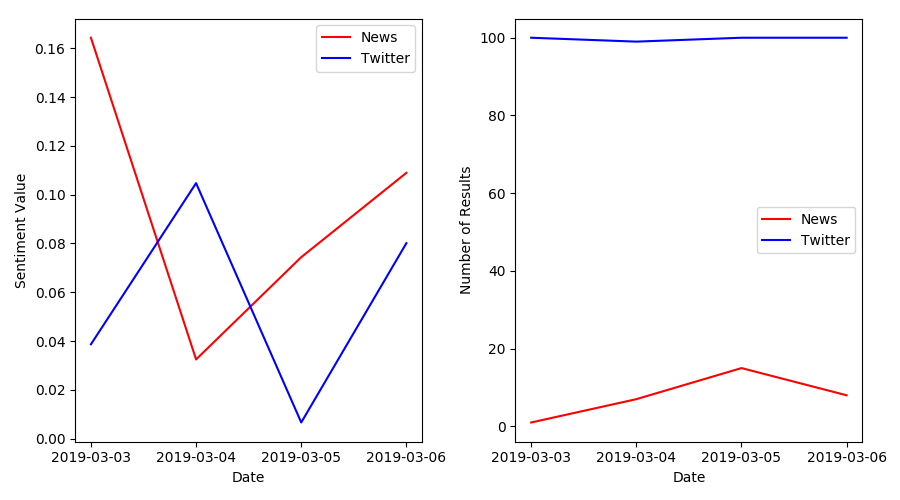 Sentiment Value
0.16
0.14
0.12
0.10
0.08
0.06
0.04
0.02
0.00
News
Twitter
2019-03-03 2019-03-04 2019-03-05 2019-03-06
Date
Number of Results
100
80
60
40
20
0
News
Twitter
2019-03-03 2019-03-04 2019-03-05 2019-03-06
Date